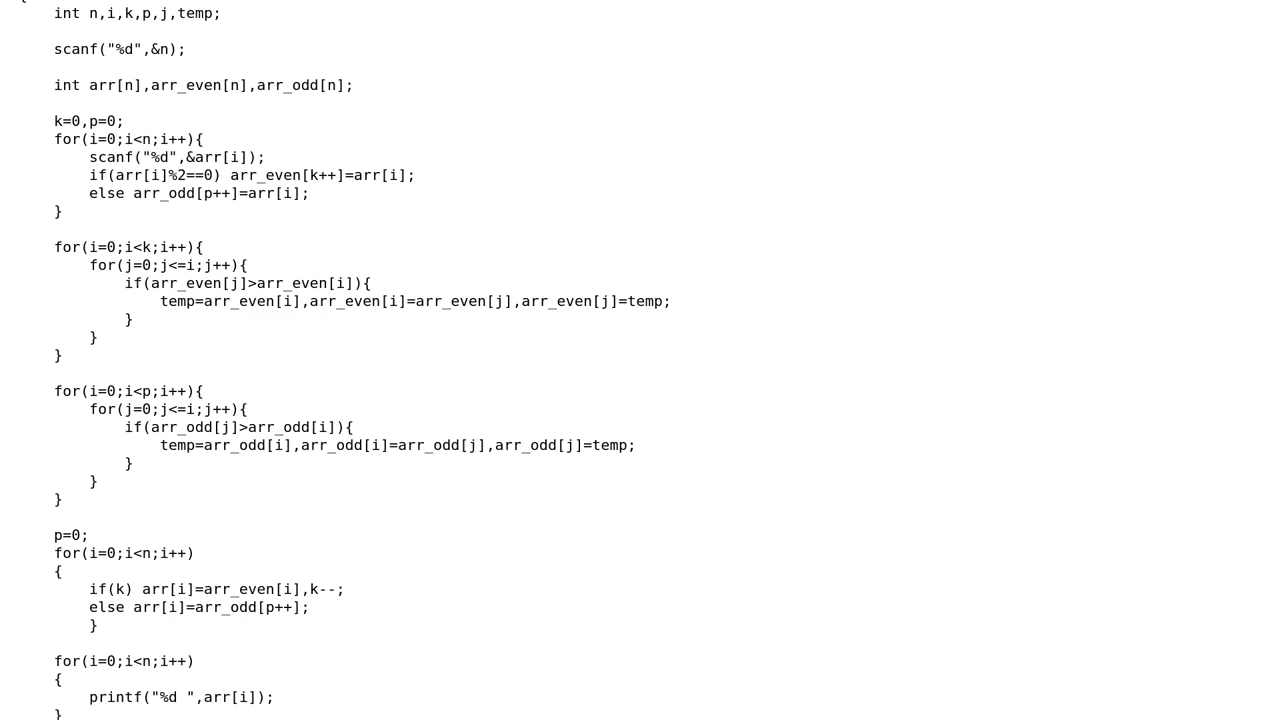 {
int n,i,k,p,j,temp;
scanf("%d",&n);
int arr[n],arr_even[n],arr_odd[n];
k=0,p=0;
for(i=0;i<n;i++){
scanf("%d",&arr[i]);
if(arr[i]%2==0) arr_even[k++]=arr[i];
else arr_odd[p++]=arr[i];
}
for(i=0;i<k;i++){
for(j=0;j<=i;j++){
if(arr_even[j]>arr_even[i]){
temp=arr_even[i],arr_even[i]=arr_even[j],arr_even[j]=temp;
}
}
}
for(i=0;i<p;i++){
for(j=0;j<=i;j++){
if(arr_odd[j]>arr_odd[i]){
temp=arr_odd[i],arr_odd[i]=arr_odd[j],arr_odd[j]=temp;
}
}
}
p=0;
for(i=0;i<n;i++)
{
if(k) arr[i]=arr_even[i],k--;
else arr[i]=arr_odd[p++];
}
for(i=0;i<n;i++)
{
printf("%d ",arr[i]);
}